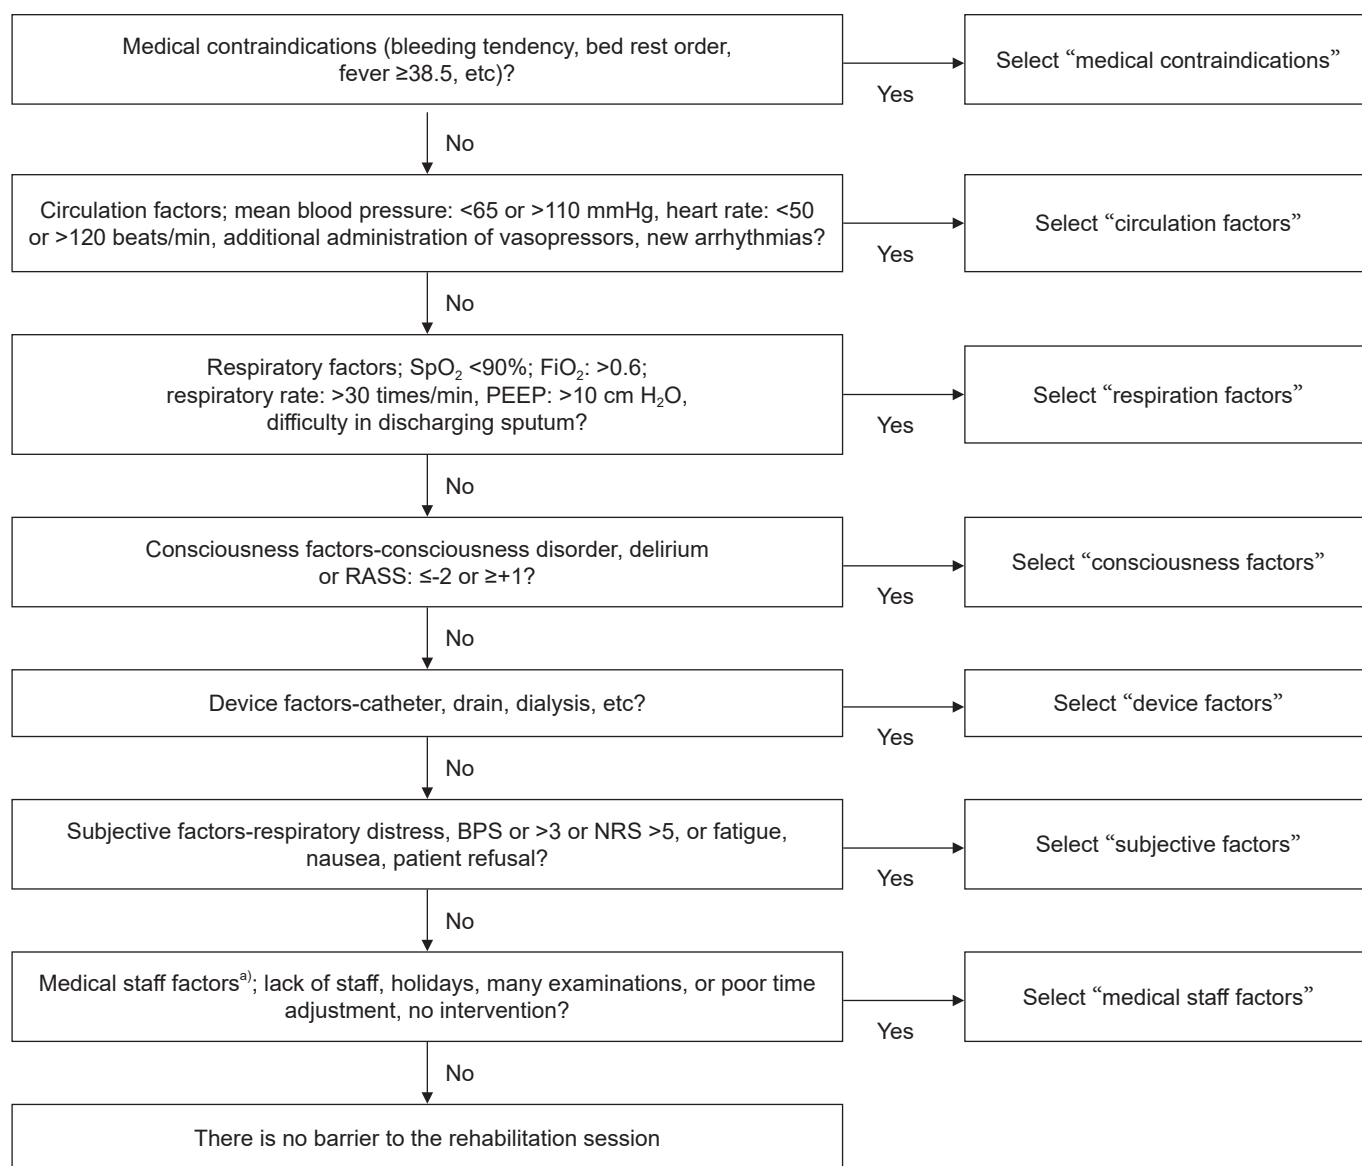 Medical contraindications (bleeding tendency, bed rest order,
fever ≥38.5, etc)?
Yes
Select “medical contraindications”
No
Circulation factors; mean blood pressure: <65 or >110 mmHg, heart rate: <50
or >120 beats/min, additional administration of vasopressors, new arrhythmias?
Yes
Select “circulation factors”
No
Respiratory factors; SpO₂ <90%; FiO₂: >0.6;
respiratory rate: >30 times/min, PEEP: >10 cm H₂O,
difficulty in discharging sputum?
Yes
Select “respiration factors”
No
Consciousness factors-consciousness disorder, delirium
or RASS: ≤-2 or ≥+1?
Yes
Select “consciousness factors”
No
Device factors-catheter, drain, dialysis, etc?
Yes
Select “device factors”
No
Subjective factors-respiratory distress, BPS or >3 or NRS >5, or fatigue,
nausea, patient refusal?
Yes
Select “subjective factors”
No
Medical staff factorsᵃ⁾; lack of staff, holidays, many examinations, or poor time
adjustment, no intervention?
Yes
Select “medical staff factors”
No
There is no barrier to the rehabilitation session